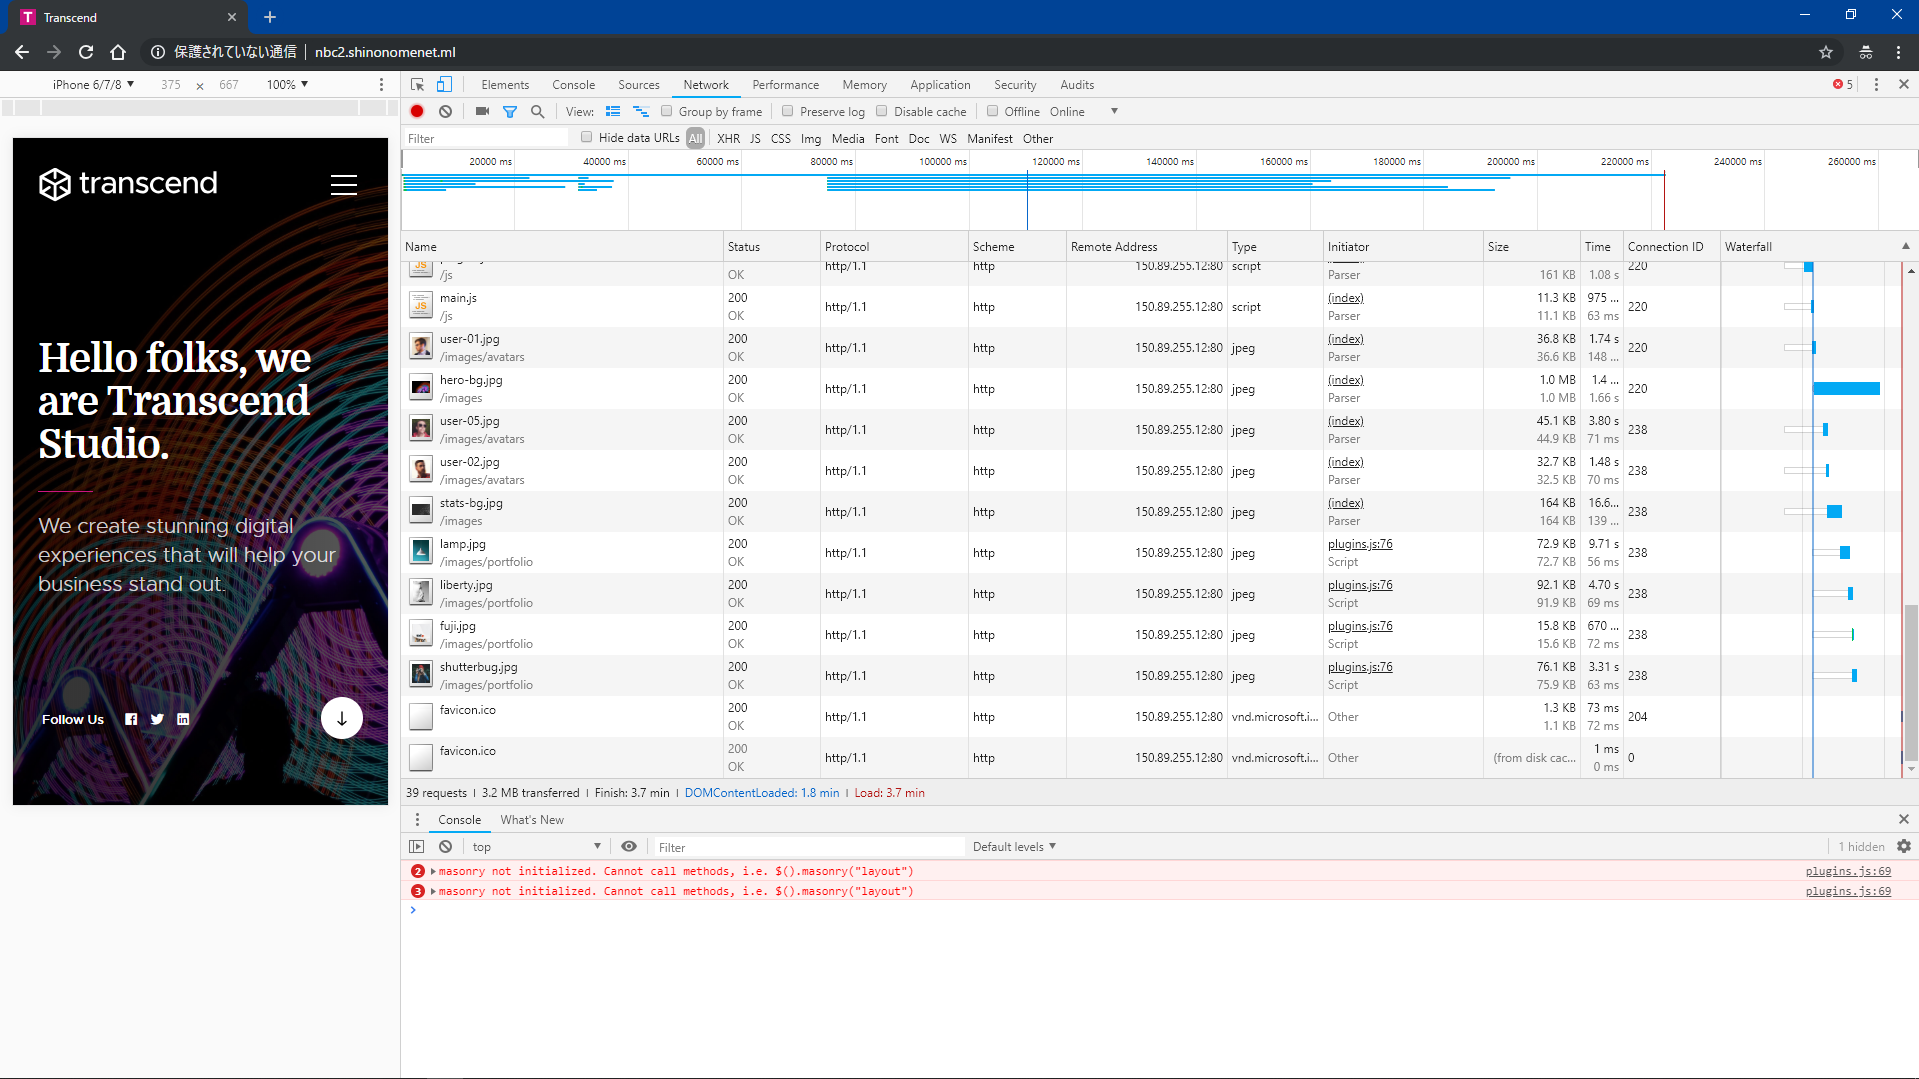 Transcend
保護されていない通信 nbc2.shinonomenet.ml
iPhone 6/7/8 ▼ 375 × 667 100% ▼
Elements Console Sources Network Performance Memory Application Security Audits 5
View: Group by frame Preserve log Disable cache Offline Online ▼
Filter Hide data URLs All XHR JS CSS Img Media Font Doc WS Manifest Other
20000 ms 40000 ms 60000 ms 80000 ms 100000 ms 120000 ms 140000 ms 160000 ms 180000 ms 200000 ms 220000 ms 240000 ms 260000 ms
transcend
Hello folks, we
are Transcend
Studio.
We create stunning digital
experiences that will help your
business stand out.
Follow Us
Name Status Protocol Scheme Remote Address Type Initiator Size Time Connection ID Waterfall
http/1.1 http 150.89.255.12:80 script 220
/js OK Parser 161 KB 1.08 s
main.js 200 (index) 11.3 KB 975 ...
http/1.1 http 150.89.255.12:80 script 220
/js OK Parser 11.1 KB 63 ms
user-01.jpg 200 (index) 36.8 KB 1.74 s
http/1.1 http 150.89.255.12:80 jpeg 220
/images/avatars OK Parser 36.6 KB 148 ...
hero-bg.jpg 200 (index) 1.0 MB 1.4 ...
http/1.1 http 150.89.255.12:80 jpeg 220
/images OK Parser 1.0 MB 1.66 s
user-05.jpg 200 (index) 45.1 KB 3.80 s
http/1.1 http 150.89.255.12:80 jpeg 238
/images/avatars OK Parser 44.9 KB 71 ms
user-02.jpg 200 (index) 32.7 KB 1.48 s
http/1.1 http 150.89.255.12:80 jpeg 238
/images/avatars OK Parser 32.5 KB 70 ms
stats-bg.jpg 200 (index) 164 KB 16.6...
http/1.1 http 150.89.255.12:80 jpeg 238
/images OK Parser 164 KB 139 ...
lamp.jpg 200 plugins.js:76 72.9 KB 9.71 s
http/1.1 http 150.89.255.12:80 jpeg 238
/images/portfolio OK Script 72.7 KB 56 ms
liberty.jpg 200 plugins.js:76 92.1 KB 4.70 s
http/1.1 http 150.89.255.12:80 jpeg 238
/images/portfolio OK Script 91.9 KB 69 ms
fuji.jpg 200 plugins.js:76 15.8 KB 670 ...
http/1.1 http 150.89.255.12:80 jpeg 238
/images/portfolio OK Script 15.6 KB 72 ms
shutterbug.jpg 200 plugins.js:76 76.1 KB 3.31 s
http/1.1 http 150.89.255.12:80 jpeg 238
/images/portfolio OK Script 75.9 KB 63 ms
favicon.ico 200 1.3 KB 73 ms
http/1.1 http 150.89.255.12:80 vnd.microsoft.i... Other 204
OK 1.1 KB 72 ms
favicon.ico 200 1 ms
http/1.1 http 150.89.255.12:80 vnd.microsoft.i... Other (from disk cac... 0
OK 0 ms
39 requests | 3.2 MB transferred | Finish: 3.7 min | DOMContentLoaded: 1.8 min | Load: 3.7 min
Console What's New
top ▼ Filter Default levels ▼ 1 hidden
2 masonry not initialized. Cannot call methods, i.e. $().masonry("layout") plugins.js:69
3 masonry not initialized. Cannot call methods, i.e. $().masonry("layout") plugins.js:69